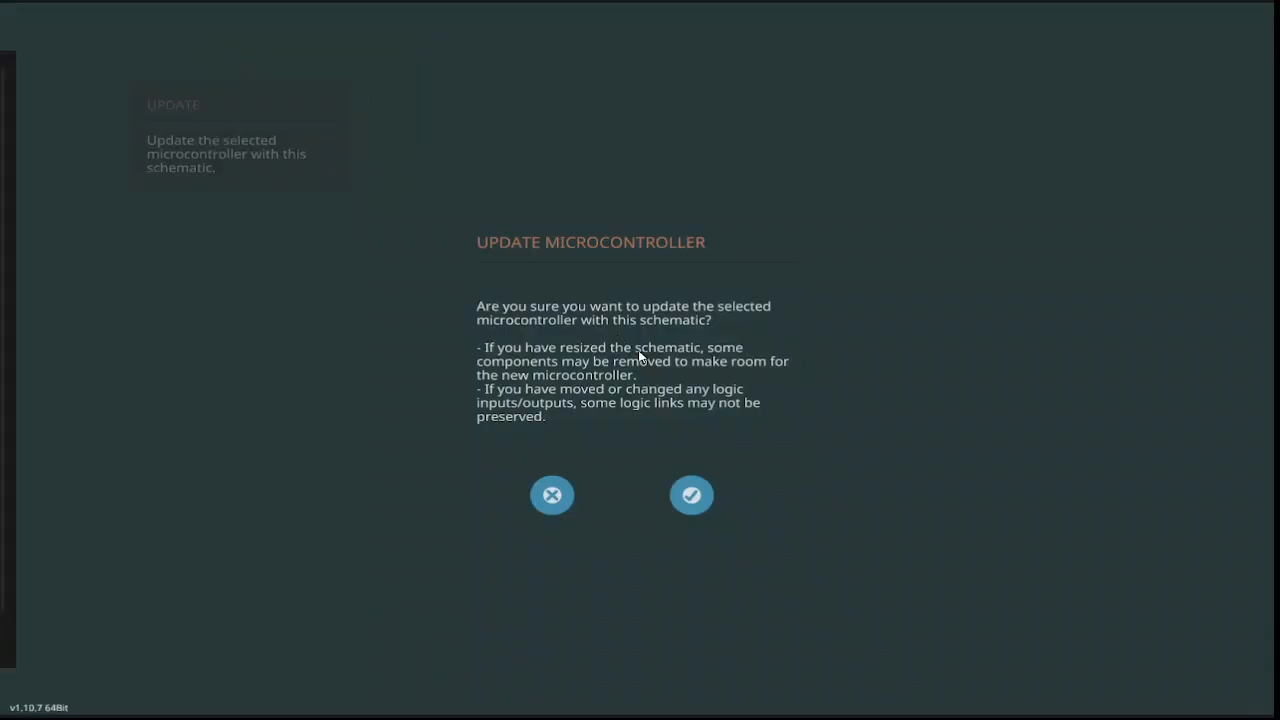 UPDATE
Update the selected
microcontroller with this
schematic.
UPDATE MICROCONTROLLER
Are you sure you want to update the selected
microcontroller with this schematic?
- If you have resized the schematic, some
components may be removed to make room for
the new microcontroller.
- If you have moved or changed any logic
inputs/outputs, some logic links may not be
preserved.
v1.10.7 64Bit